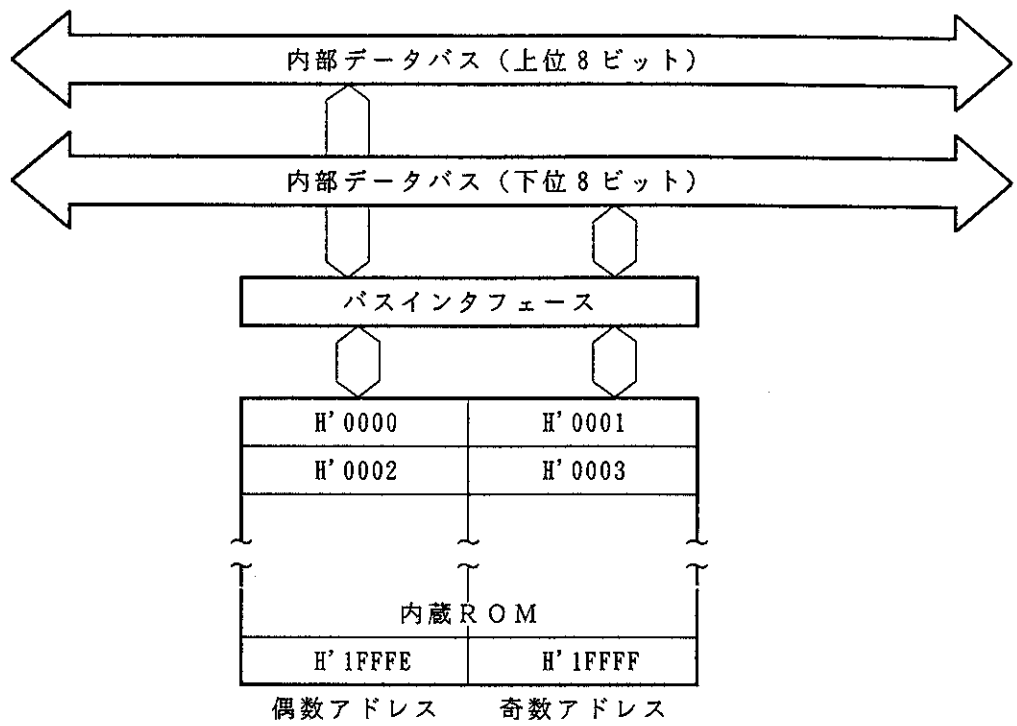 内部データバス（上位8ビット）
内部データバス（下位8ビット）
バスインタフェース
H'0000 H'0001
H'0002 H'0003
内蔵ROM
H'1FFFE H'1FFFF
偶数アドレス 奇数アドレス